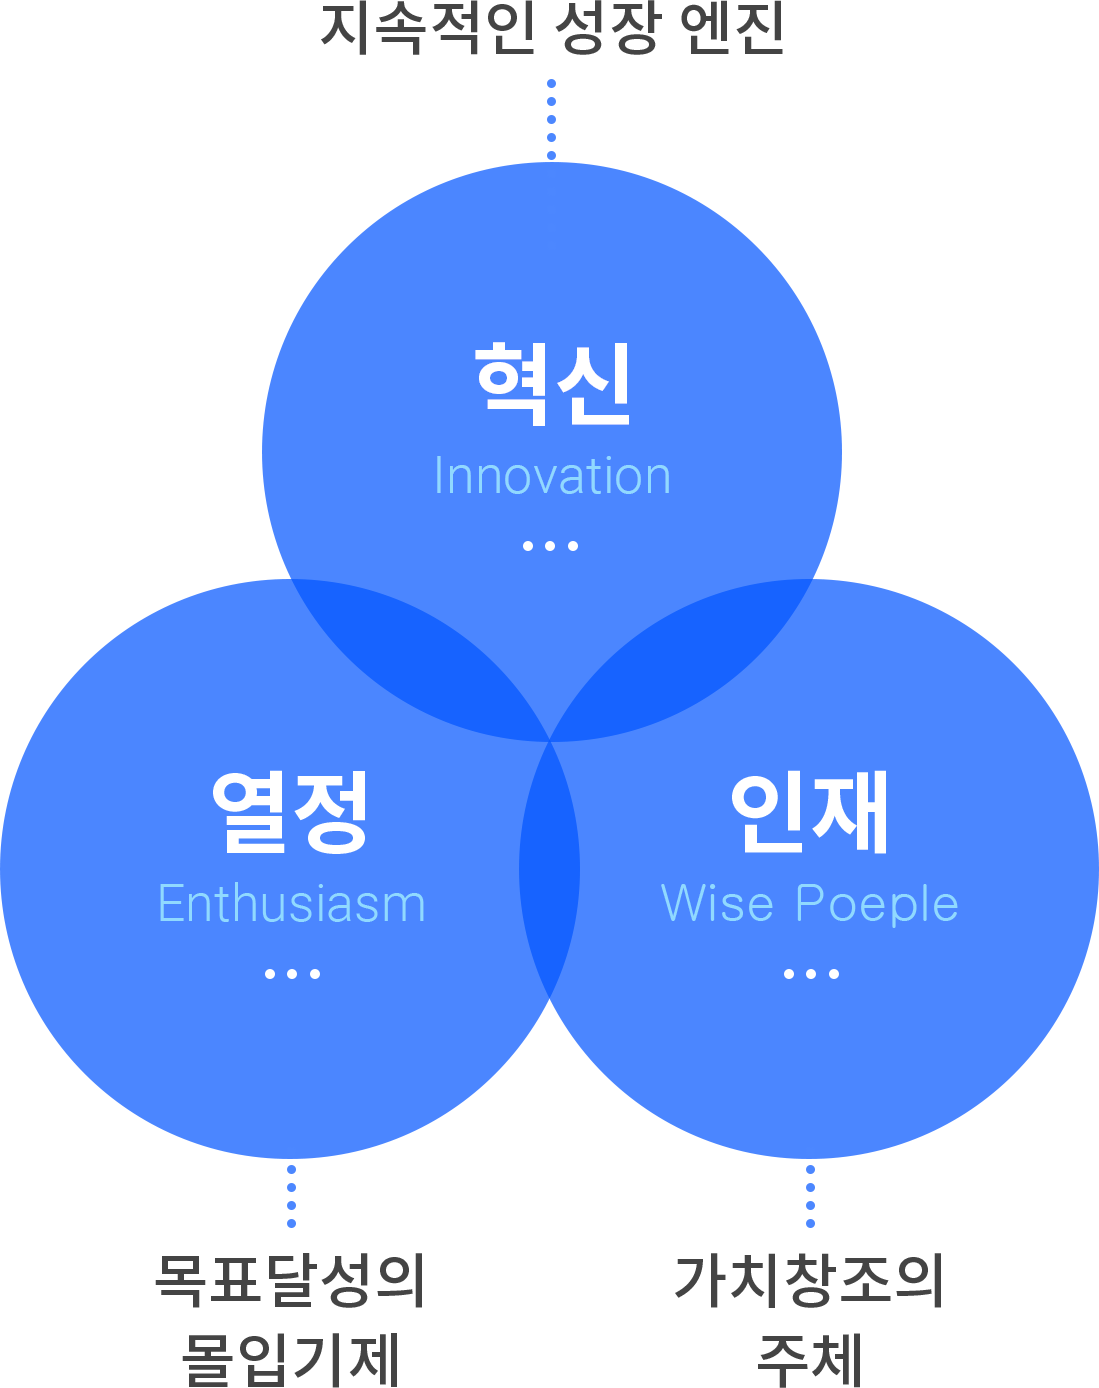 지속적인 성장 엔진
혁신
Innovation
열정
Enthusiasm
인재
Wise Poeple
목표달성의
몰입기제
가치창조의
주체